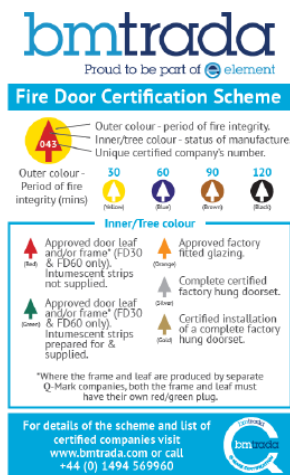 bmtrada
Proud to be part of element
Fire Door Certification Scheme
043
Outer colour - period of fire integrity.
Inner/tree colour - status of manufacture.
Unique certified company's number.
Outer colour -
Period of fire
integrity (mins)
30
60
90
120
(Yellow)
(Blue)
(Brown)
(Black)
Inner/Tree colour
(Red)
Approved door leaf
and/or frame* (FD30
& FD60 only).
Intumescent strips
not supplied.
(Green)
Approved door leaf
and/or frame* (FD30
& FD60 only).
Intumescent strips
prepared for &
supplied.
(Orange)
Approved factory
fitted glazing.
(Silver)
Complete certified
factory hung doorset.
(Gold)
Certified installation
of a complete factory
hung doorset.
*Where the frame and leaf are produced by separate
Q-Mark companies, both the frame and leaf must
have their own red/green plug.
For details of the scheme and list of
certified companies visit
www.bmtrada.com or call
+44 (0) 1494 569960
bmtrada